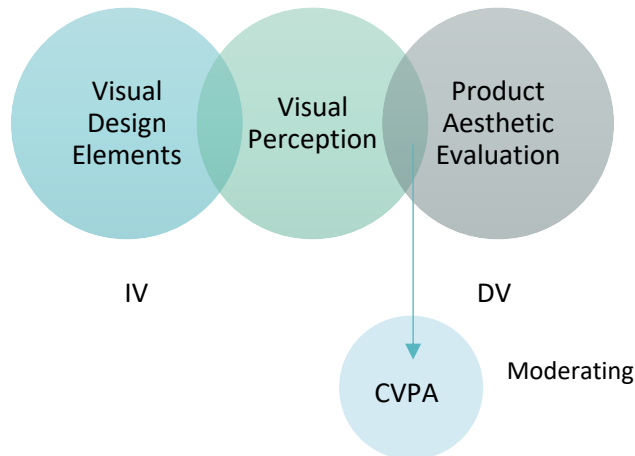 Visual
Design
Elements
Visual
Perception
Product
Aesthetic
Evaluation
IV
DV
CVPA
Moderating